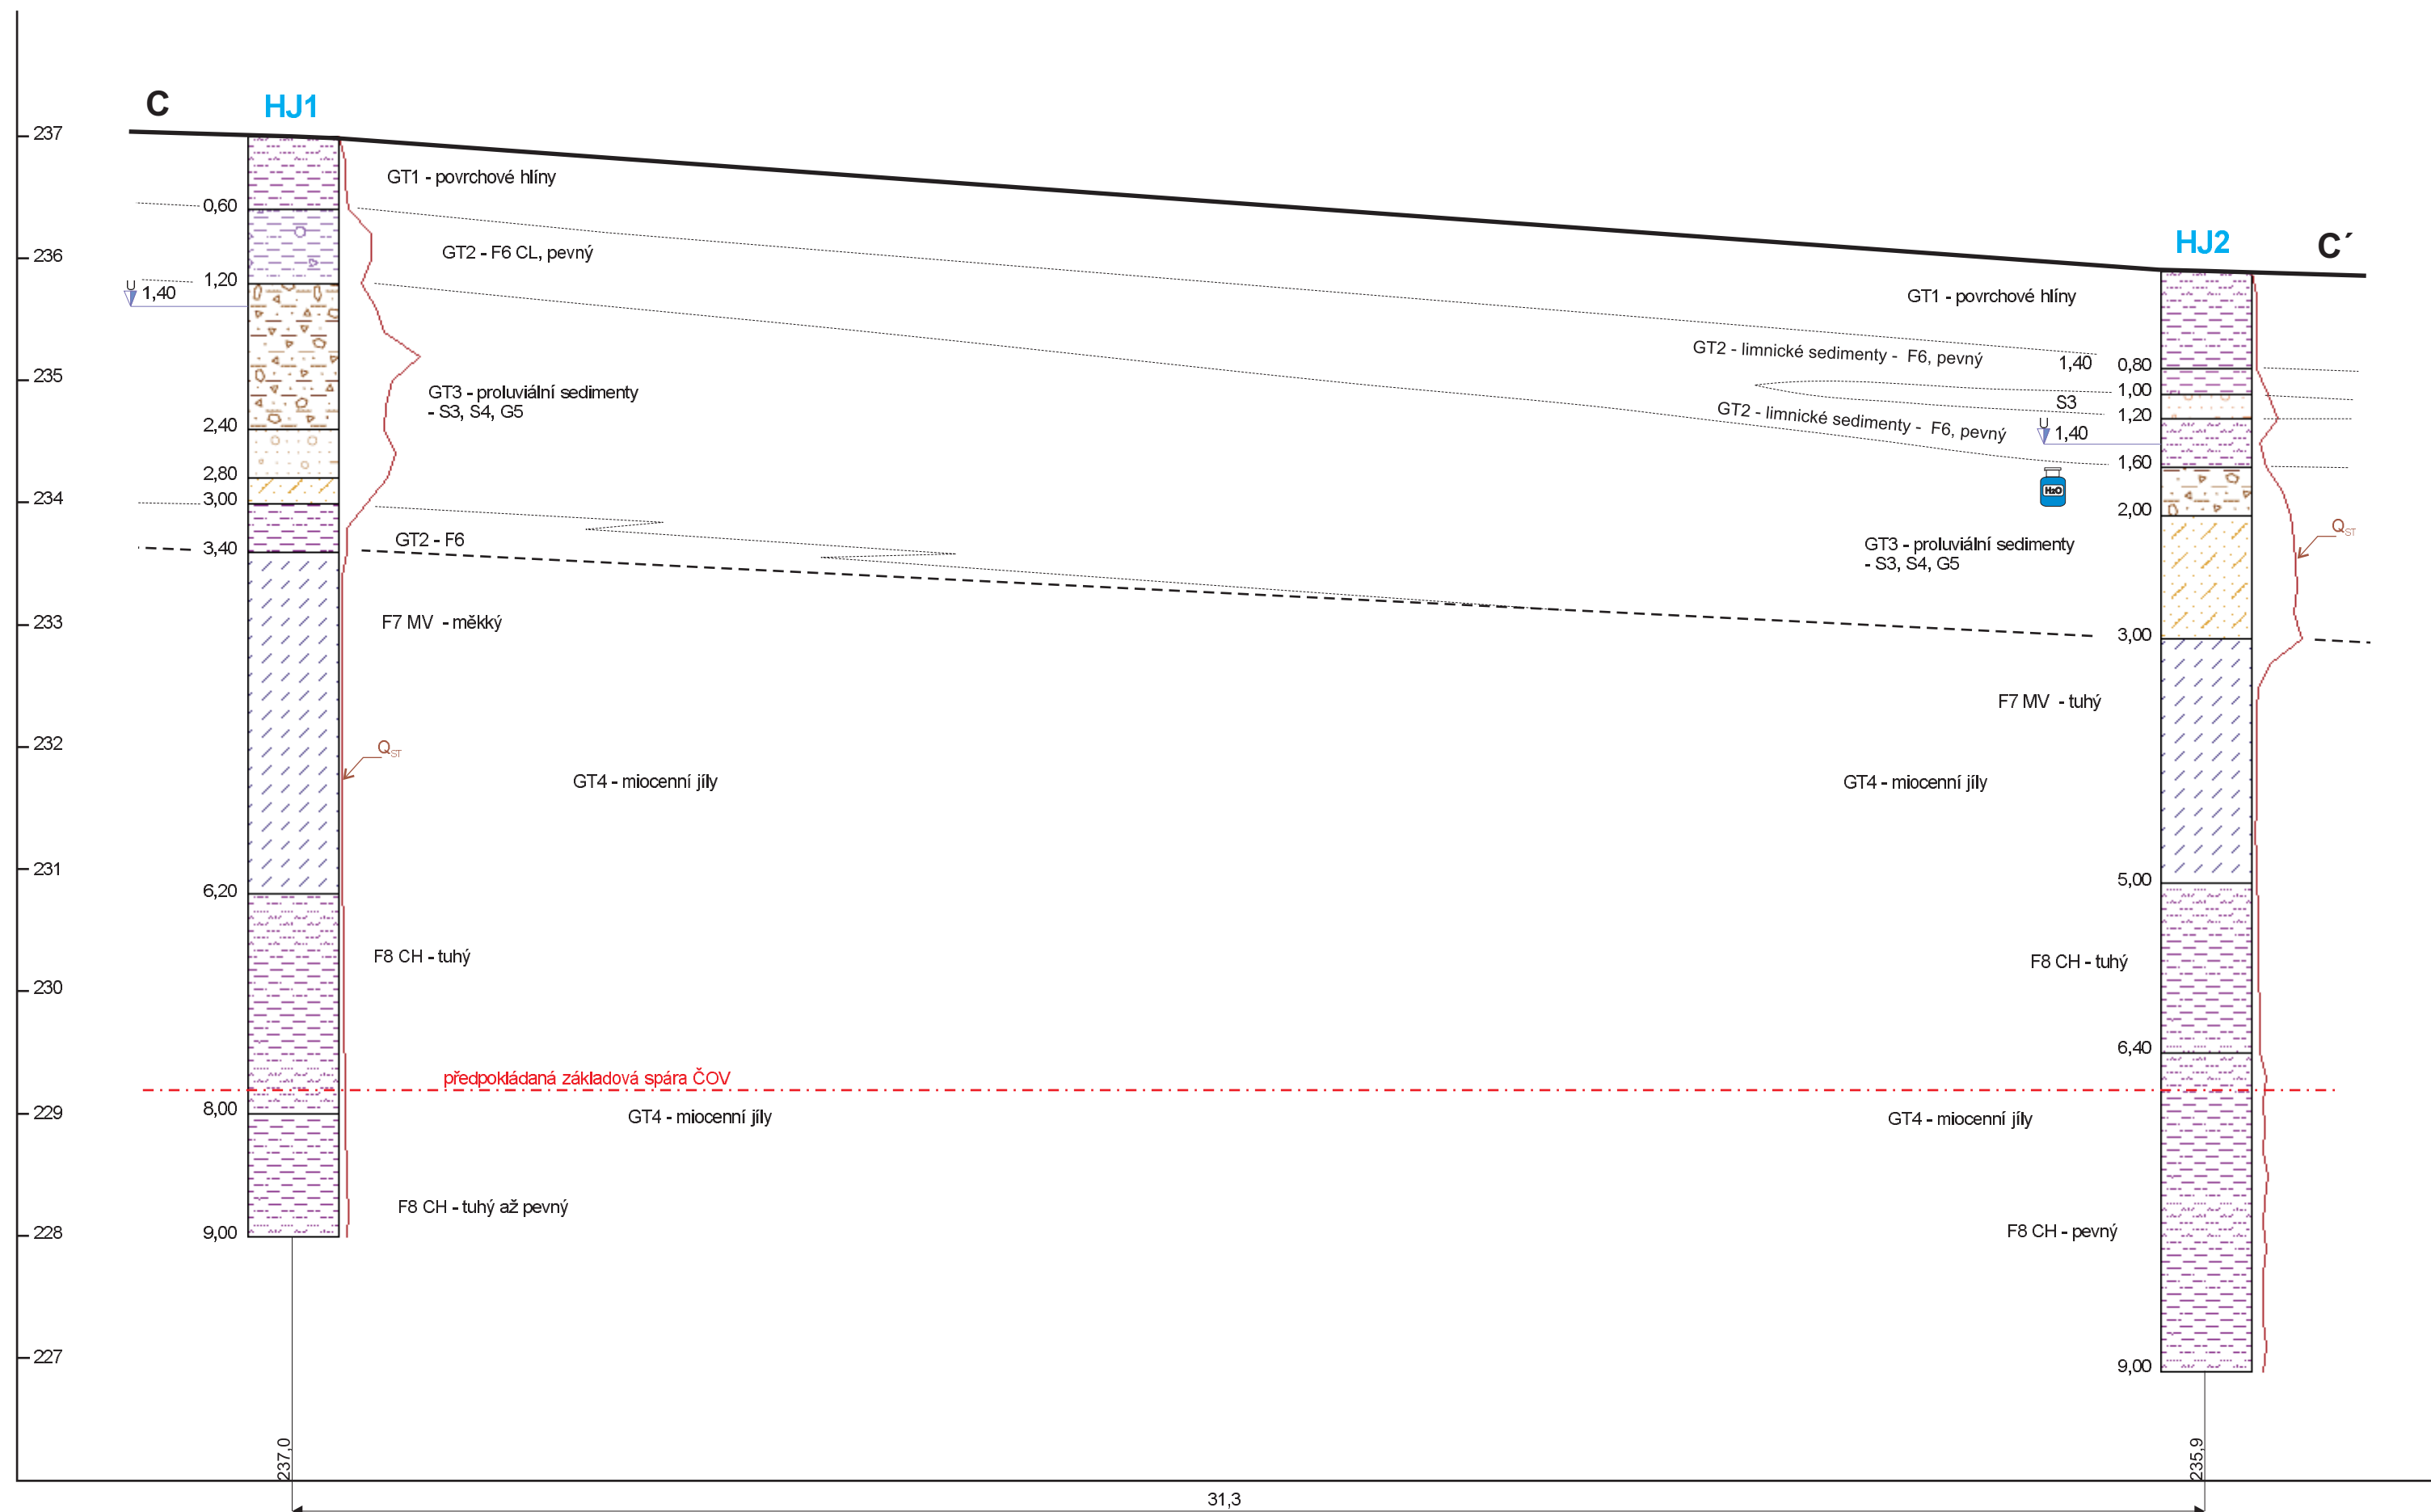 C
HJ1
HJ2
C´
237
236
235
234
233
232
231
230
229
228
227
0,60
1,20
U
1,40
2,40
2,80
3,00
3,40
6,20
8,00
9,00
GT1 - povrchové hlíny
GT2 - F6 CL, pevný
GT3 - proluviální sedimenty
- S3, S4, G5
GT2 - F6
F7 MV - měkký
QST
GT4 - miocenní jíly
F8 CH - tuhý
předpokládaná základová spára ČOV
GT4 - miocenní jíly
F8 CH - tuhý až pevný
GT1 - povrchové hlíny
GT2 - limnické sedimenty - F6, pevný
1,40
S3
GT2 - limnické sedimenty - F6, pevný
U
1,40
H2O
GT3 - proluviální sedimenty
- S3, S4, G5
F7 MV - tuhý
GT4 - miocenní jíly
F8 CH - tuhý
GT4 - miocenní jíly
F8 CH - pevný
0,80
1,00
1,20
1,60
2,00
3,00
5,00
6,40
9,00
QST
237,0
235,9
31,3